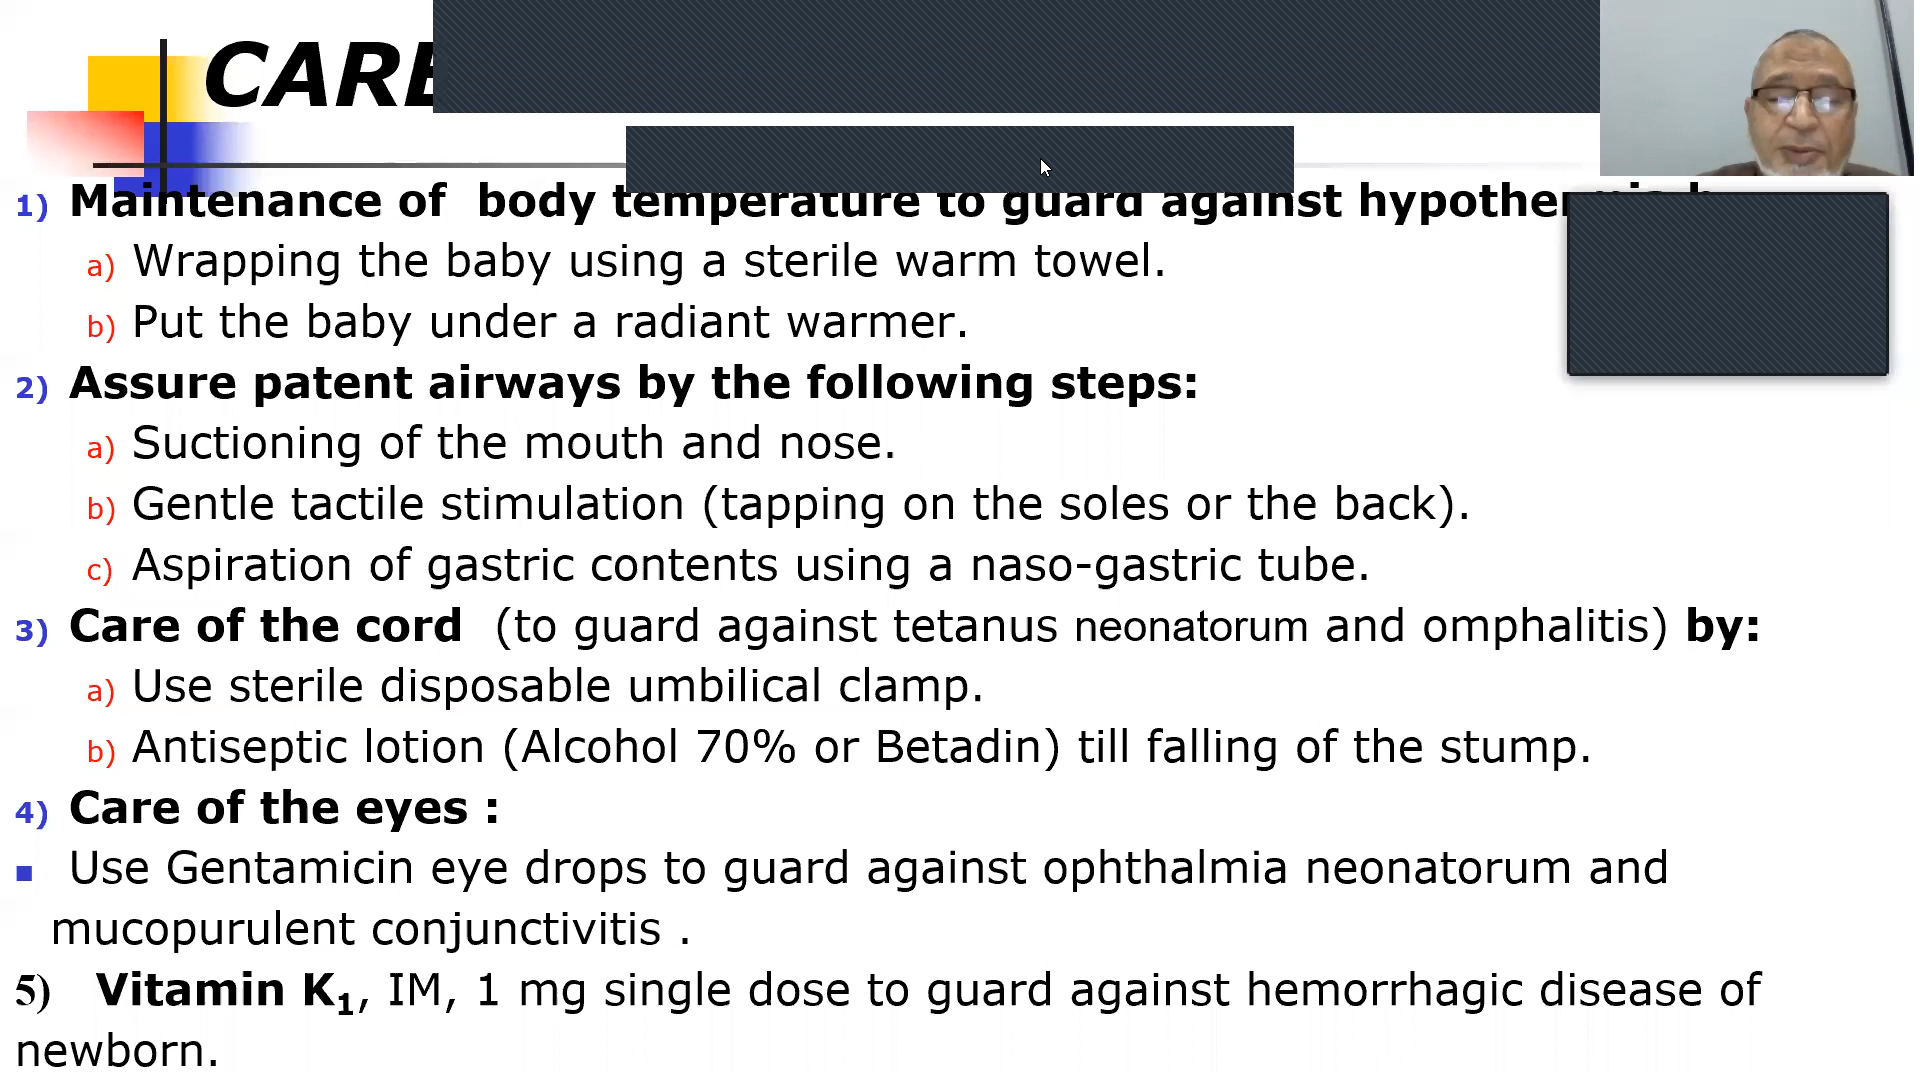 CARE
1) Maintenance of body temperature to guard against
a) Wrapping the baby using a sterile warm towel.
b) Put the baby under a radiant warmer.
2) Assure patent airways by the following steps:
a) Suctioning of the mouth and nose.
b) Gentle tactile stimulation (tapping on the soles or the back).
c) Aspiration of gastric contents using a naso-gastric tube.
3) Care of the cord (to guard against tetanus neonatorum and omphalitis) by:
a) Use sterile disposable umbilical clamp.
b) Antiseptic lotion (Alcohol 70% or Betadin) till falling of the stump.
4) Care of the eyes :
■ Use Gentamicin eye drops to guard against ophthalmia neonatorum and
mucopurulent conjunctivitis .
5) Vitamin K₁, IM, 1 mg single dose to guard against hemorrhagic disease of
newborn.